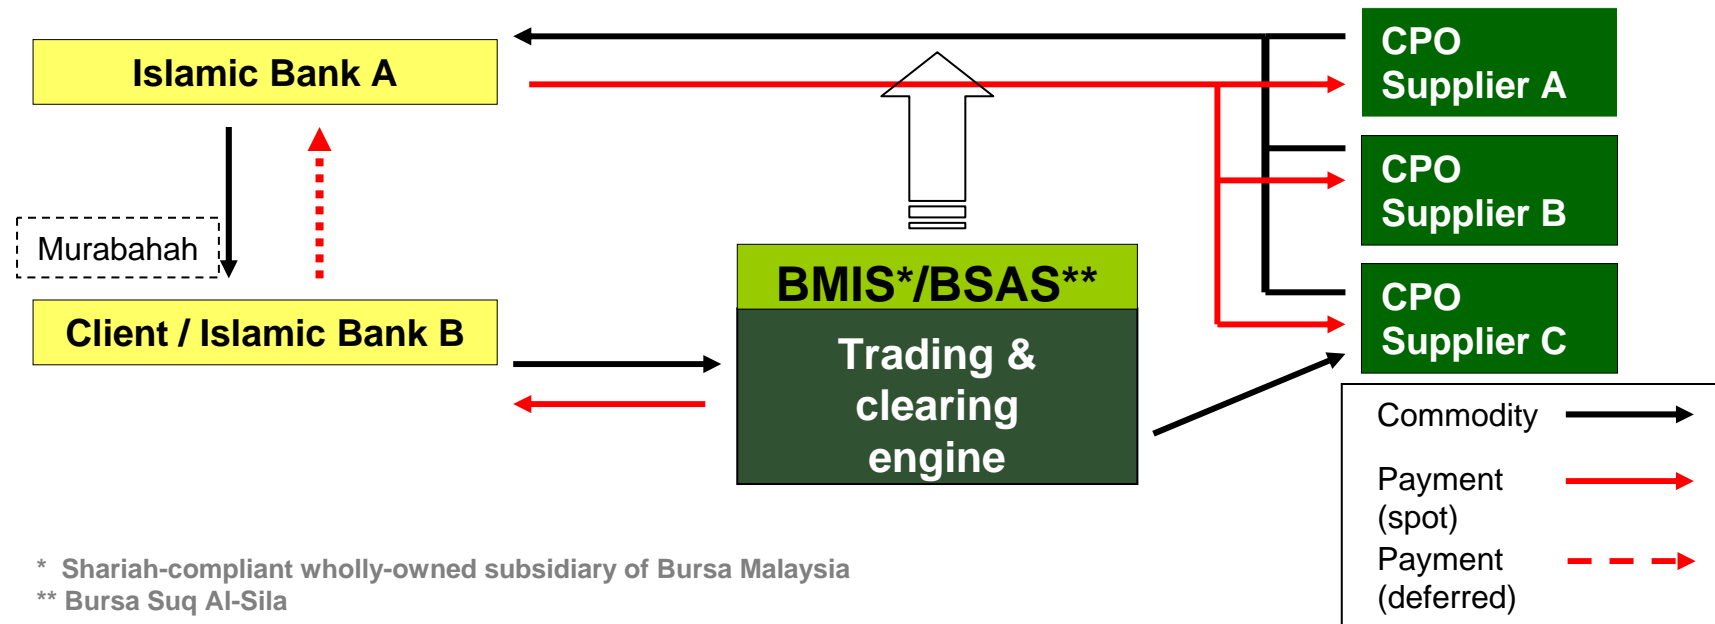 Islamic Bank A
CPO
Supplier A
CPO
Supplier B
Murabahah
BMIS*/BSAS**
CPO
Supplier C
Client / Islamic Bank B
Trading &
clearing
engine
Commodity
Payment
(spot)
Payment
(deferred)
* Shariah-compliant wholly-owned subsidiary of Bursa Malaysia
** Bursa Suq Al-Sila